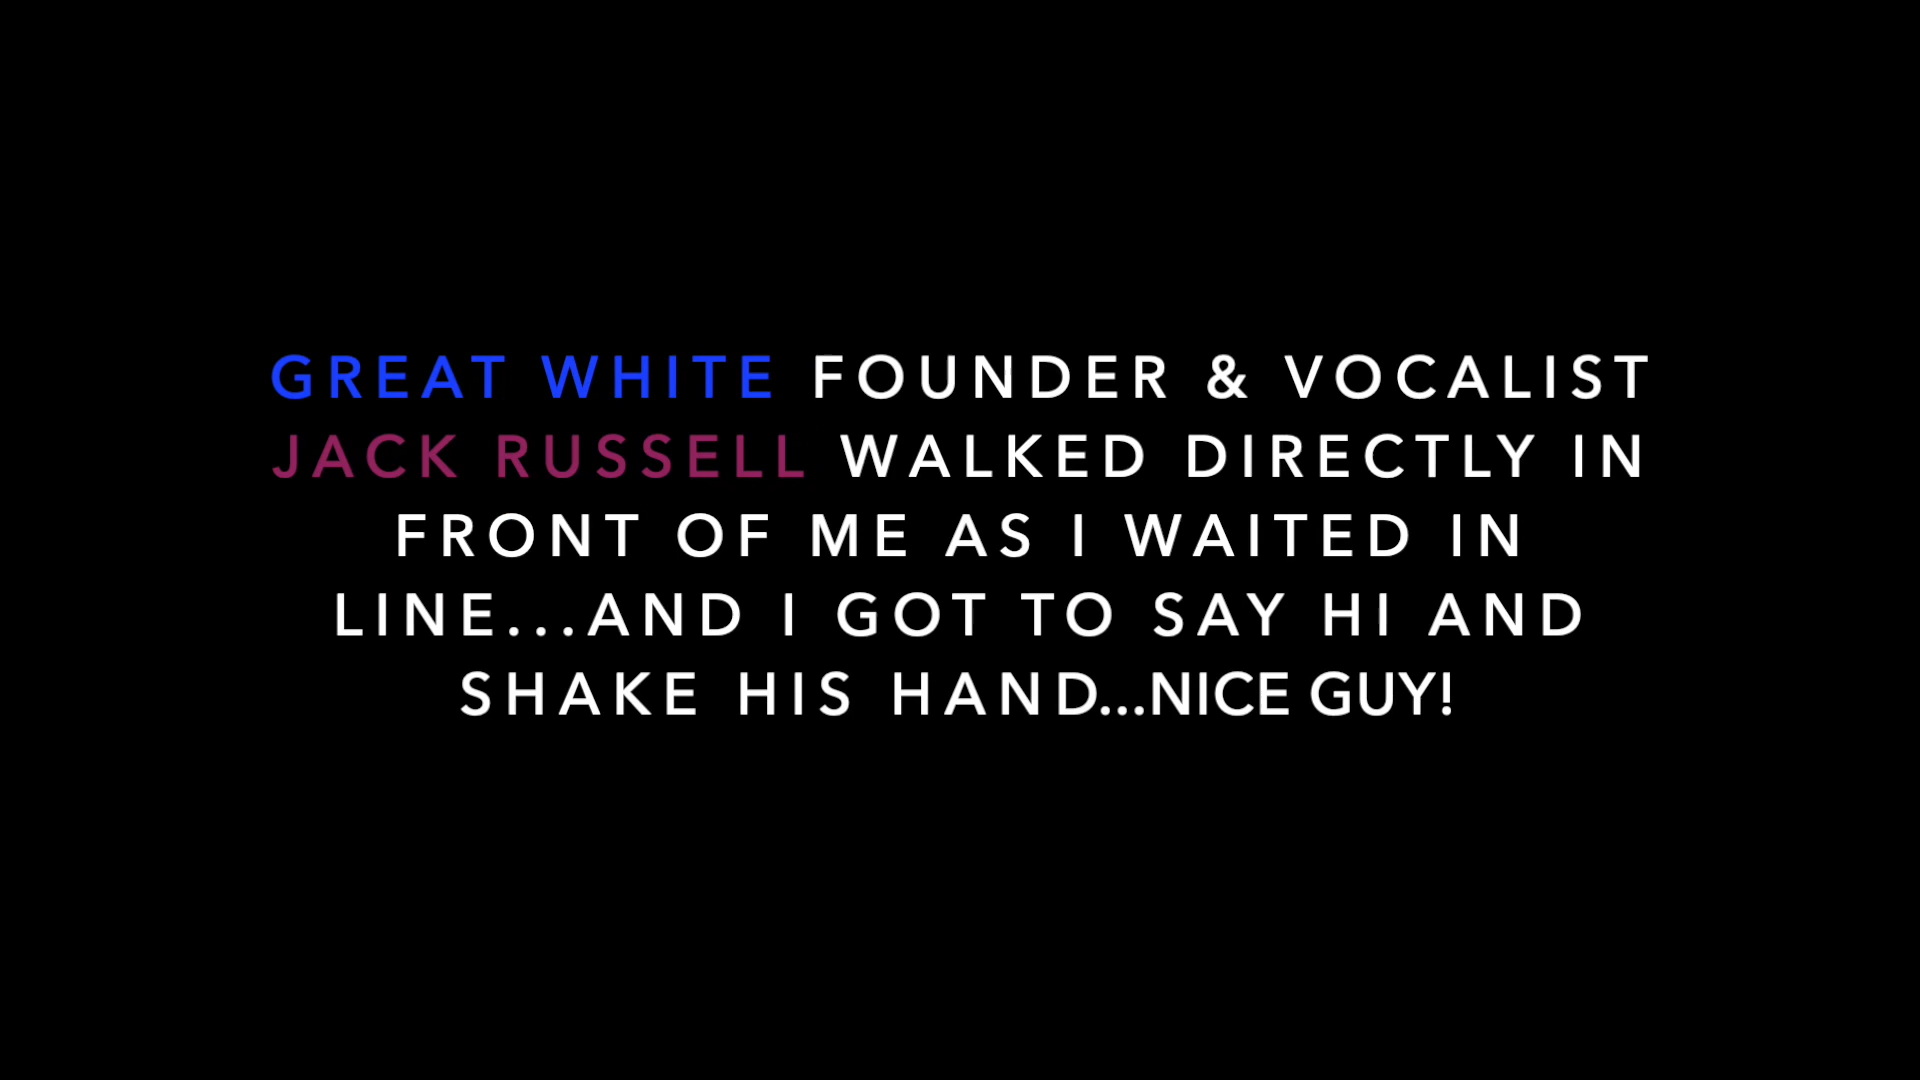 GREAT WHITE FOUNDER & VOCALIST
JACK RUSSELL WALKED DIRECTLY IN
FRONT OF ME AS I WAITED IN
LINE...AND I GOT TO SAY HI AND
SHAKE HIS HAND...NICE GUY!